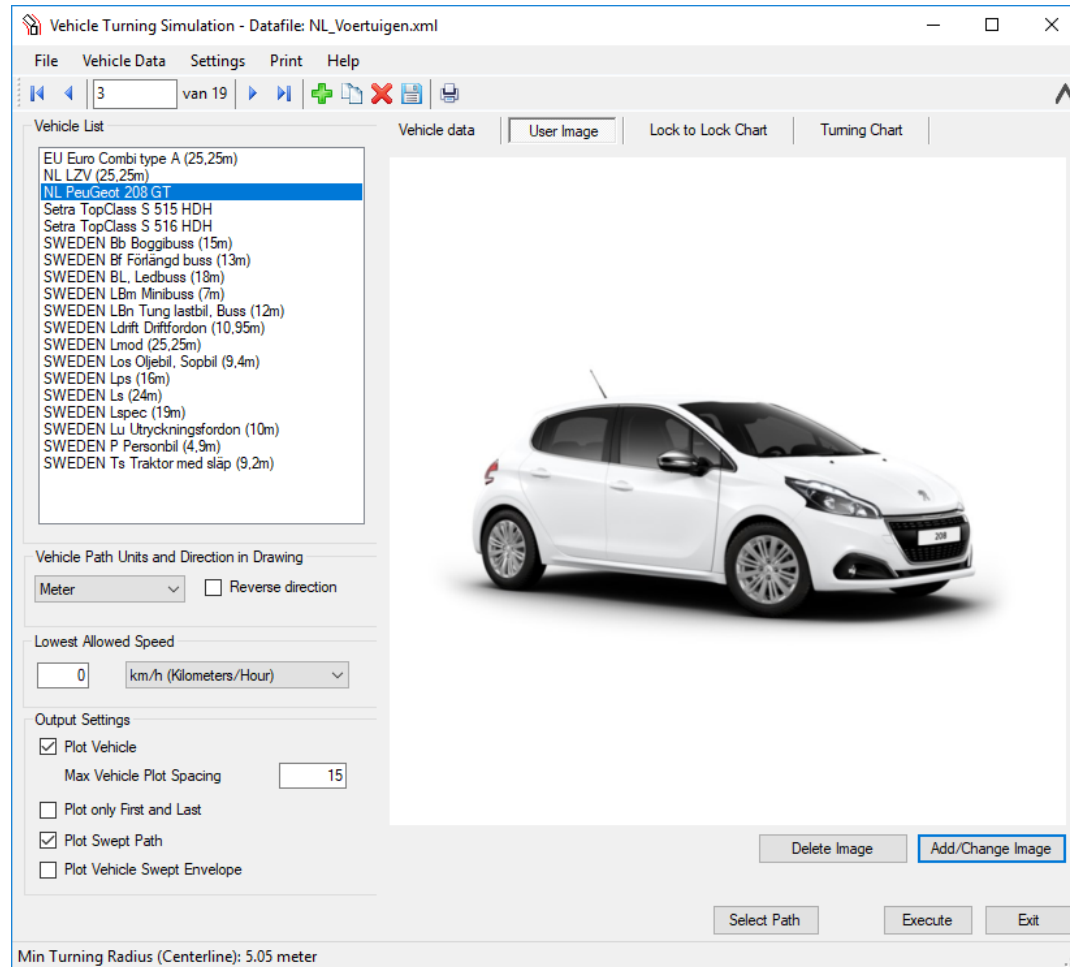 Vehicle Turning Simulation - Datafile: NL_Voertuigen.xml
File Vehicle Data Settings Print Help
3 van 19
Vehicle List
EU Euro Combi type A (25,25m)
NL LZV (25,25m)
NL PeuGeot 208 GT
Setra TopClass S 515 HDH
Setra TopClass S 516 HDH
SWEDEN Bb Boggibuss (15m)
SWEDEN Bf Förlängd buss (13m)
SWEDEN BL, Ledbuss (18m)
SWEDEN LBm Minibuss (7m)
SWEDEN LBn Tung lastbil, Buss (12m)
SWEDEN Ldrift Driftfordon (10,95m)
SWEDEN Lmod (25,25m)
SWEDEN Los Oljebil, Sopbil (9,4m)
SWEDEN Lps (16m)
SWEDEN Ls (24m)
SWEDEN Lspec (19m)
SWEDEN Lu Utryckningsfordon (10m)
SWEDEN P Personbil (4,9m)
SWEDEN Ts Traktor med släp (9,2m)
Vehicle Path Units and Direction in Drawing
Meter Reverse direction
Lowest Allowed Speed
0 km/h (Kilometers/Hour)
Output Settings
Plot Vehicle
Max Vehicle Plot Spacing 15
Plot only First and Last
Plot Swept Path
Plot Vehicle Swept Envelope
Vehicle data User Image Lock to Lock Chart Turning Chart
208
Delete Image Add/Change Image
Select Path Execute Exit
Min Turning Radius (Centerline): 5.05 meter